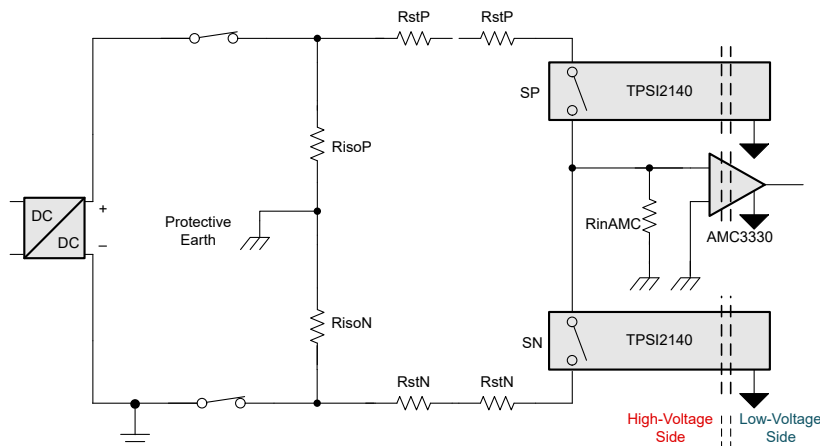 RstP
RstP
SP
TPSI2140
DC
DC
+
–
RisoP
Protective
Earth
RinAMC
AMC3330
RisoN
SN
TPSI2140
RstN
RstN
High-Voltage
Side
Low-Voltage
Side